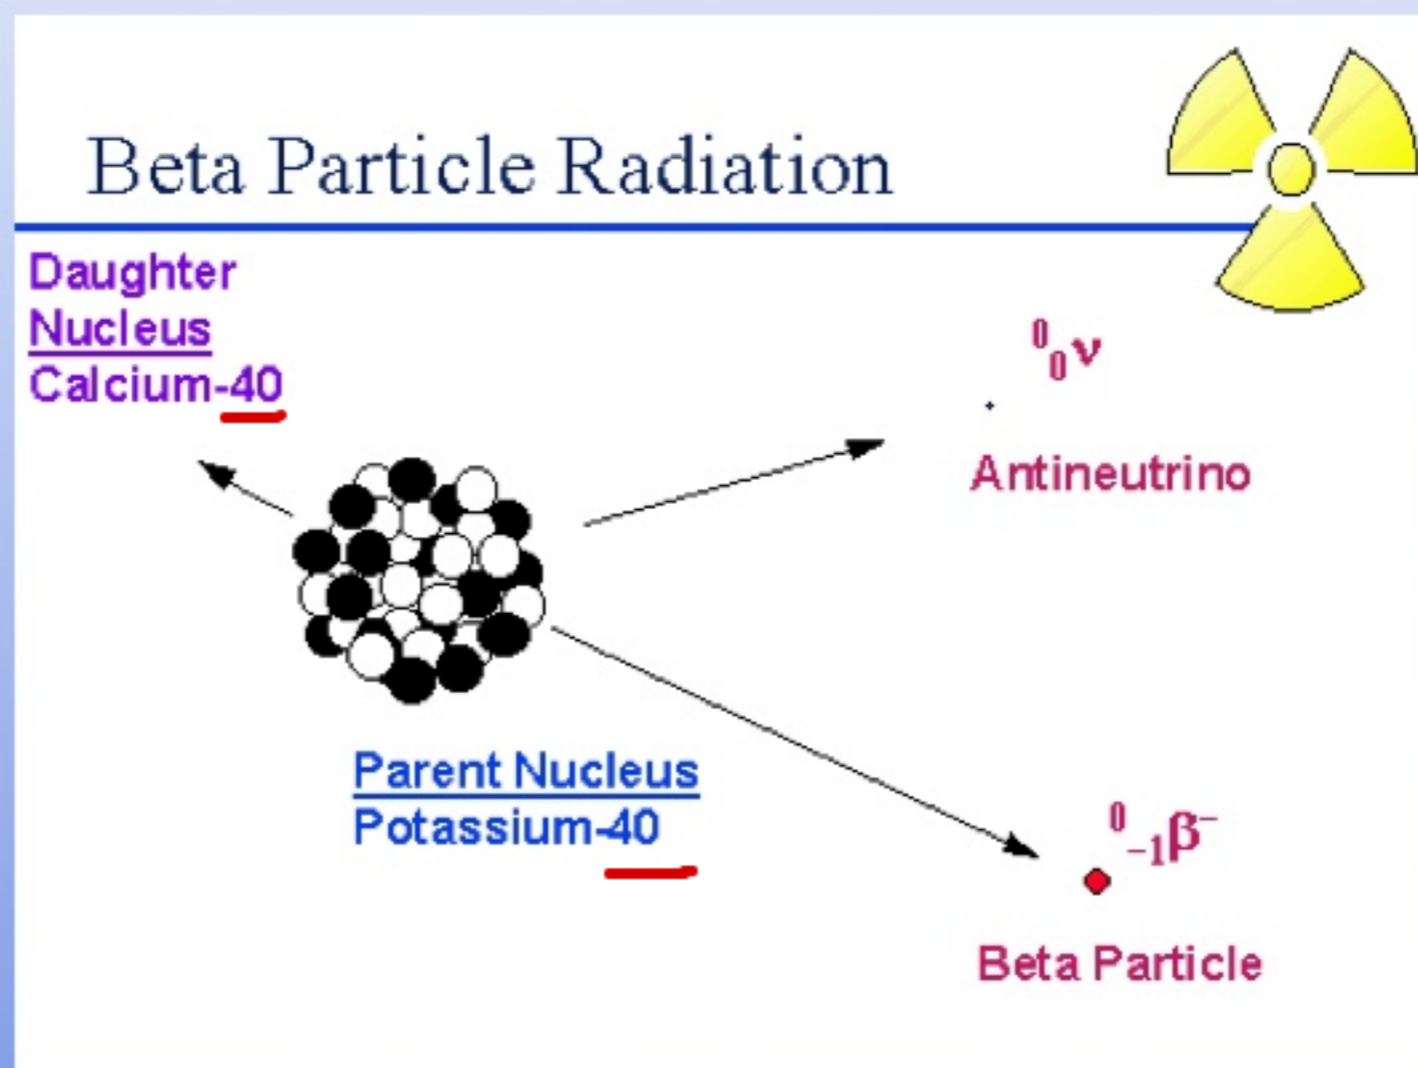 Beta Particle Radiation
Daughter
Nucleus
Calcium-40
0
0ν
Antineutrino
Parent Nucleus
Potassium-40
0
-1β−
Beta Particle